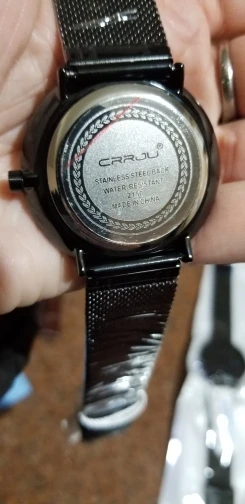 CRRJU®
STAINLESS STEEL BACK
WATER RESISTANT
MADE IN CHINA